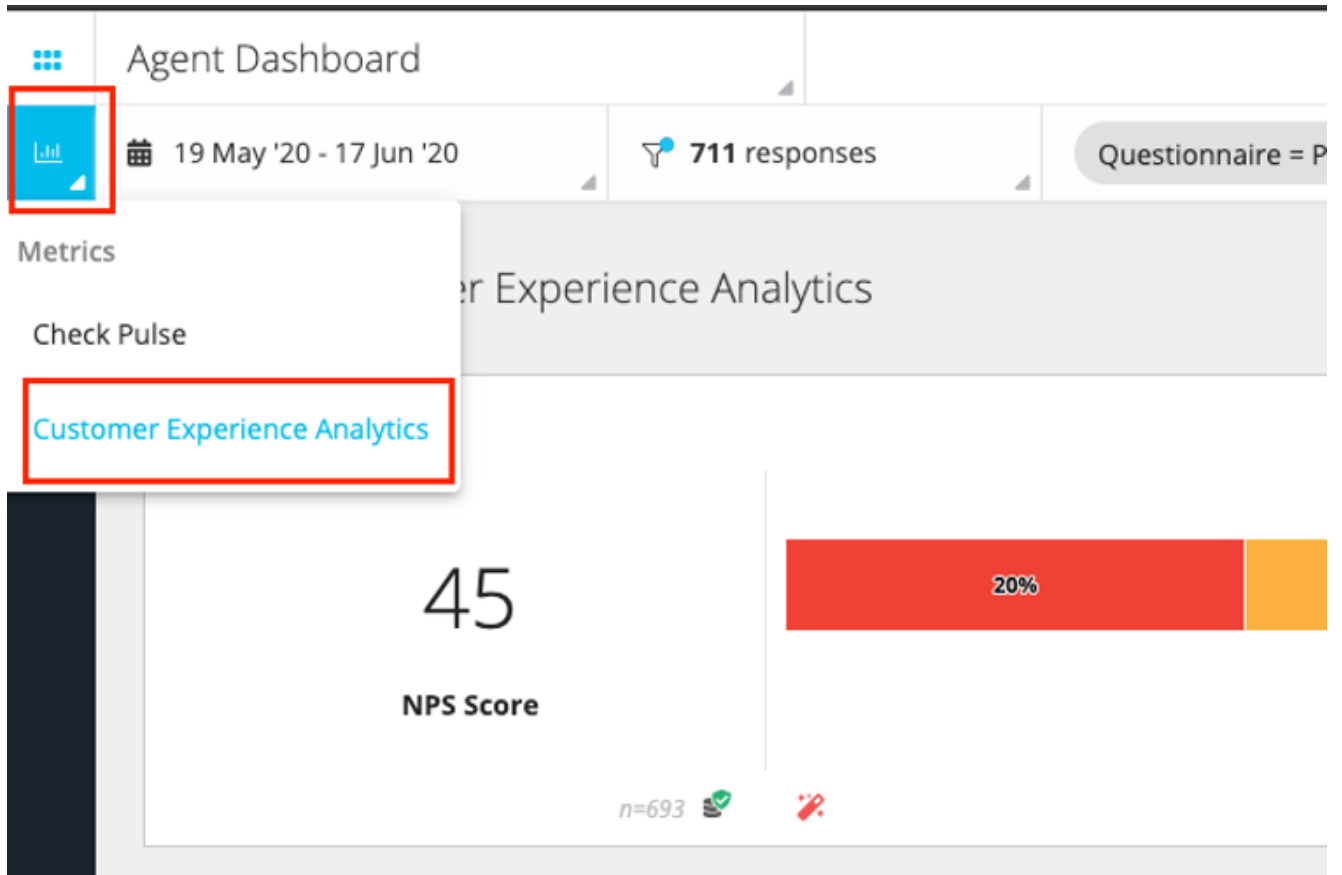 Agent Dashboard
19 May '20 - 17 Jun '20
711 responses
Questionnaire = P
Metrics
Check Pulse
Customer Experience Analytics
er Experience Analytics
45
NPS Score
20%
n=693